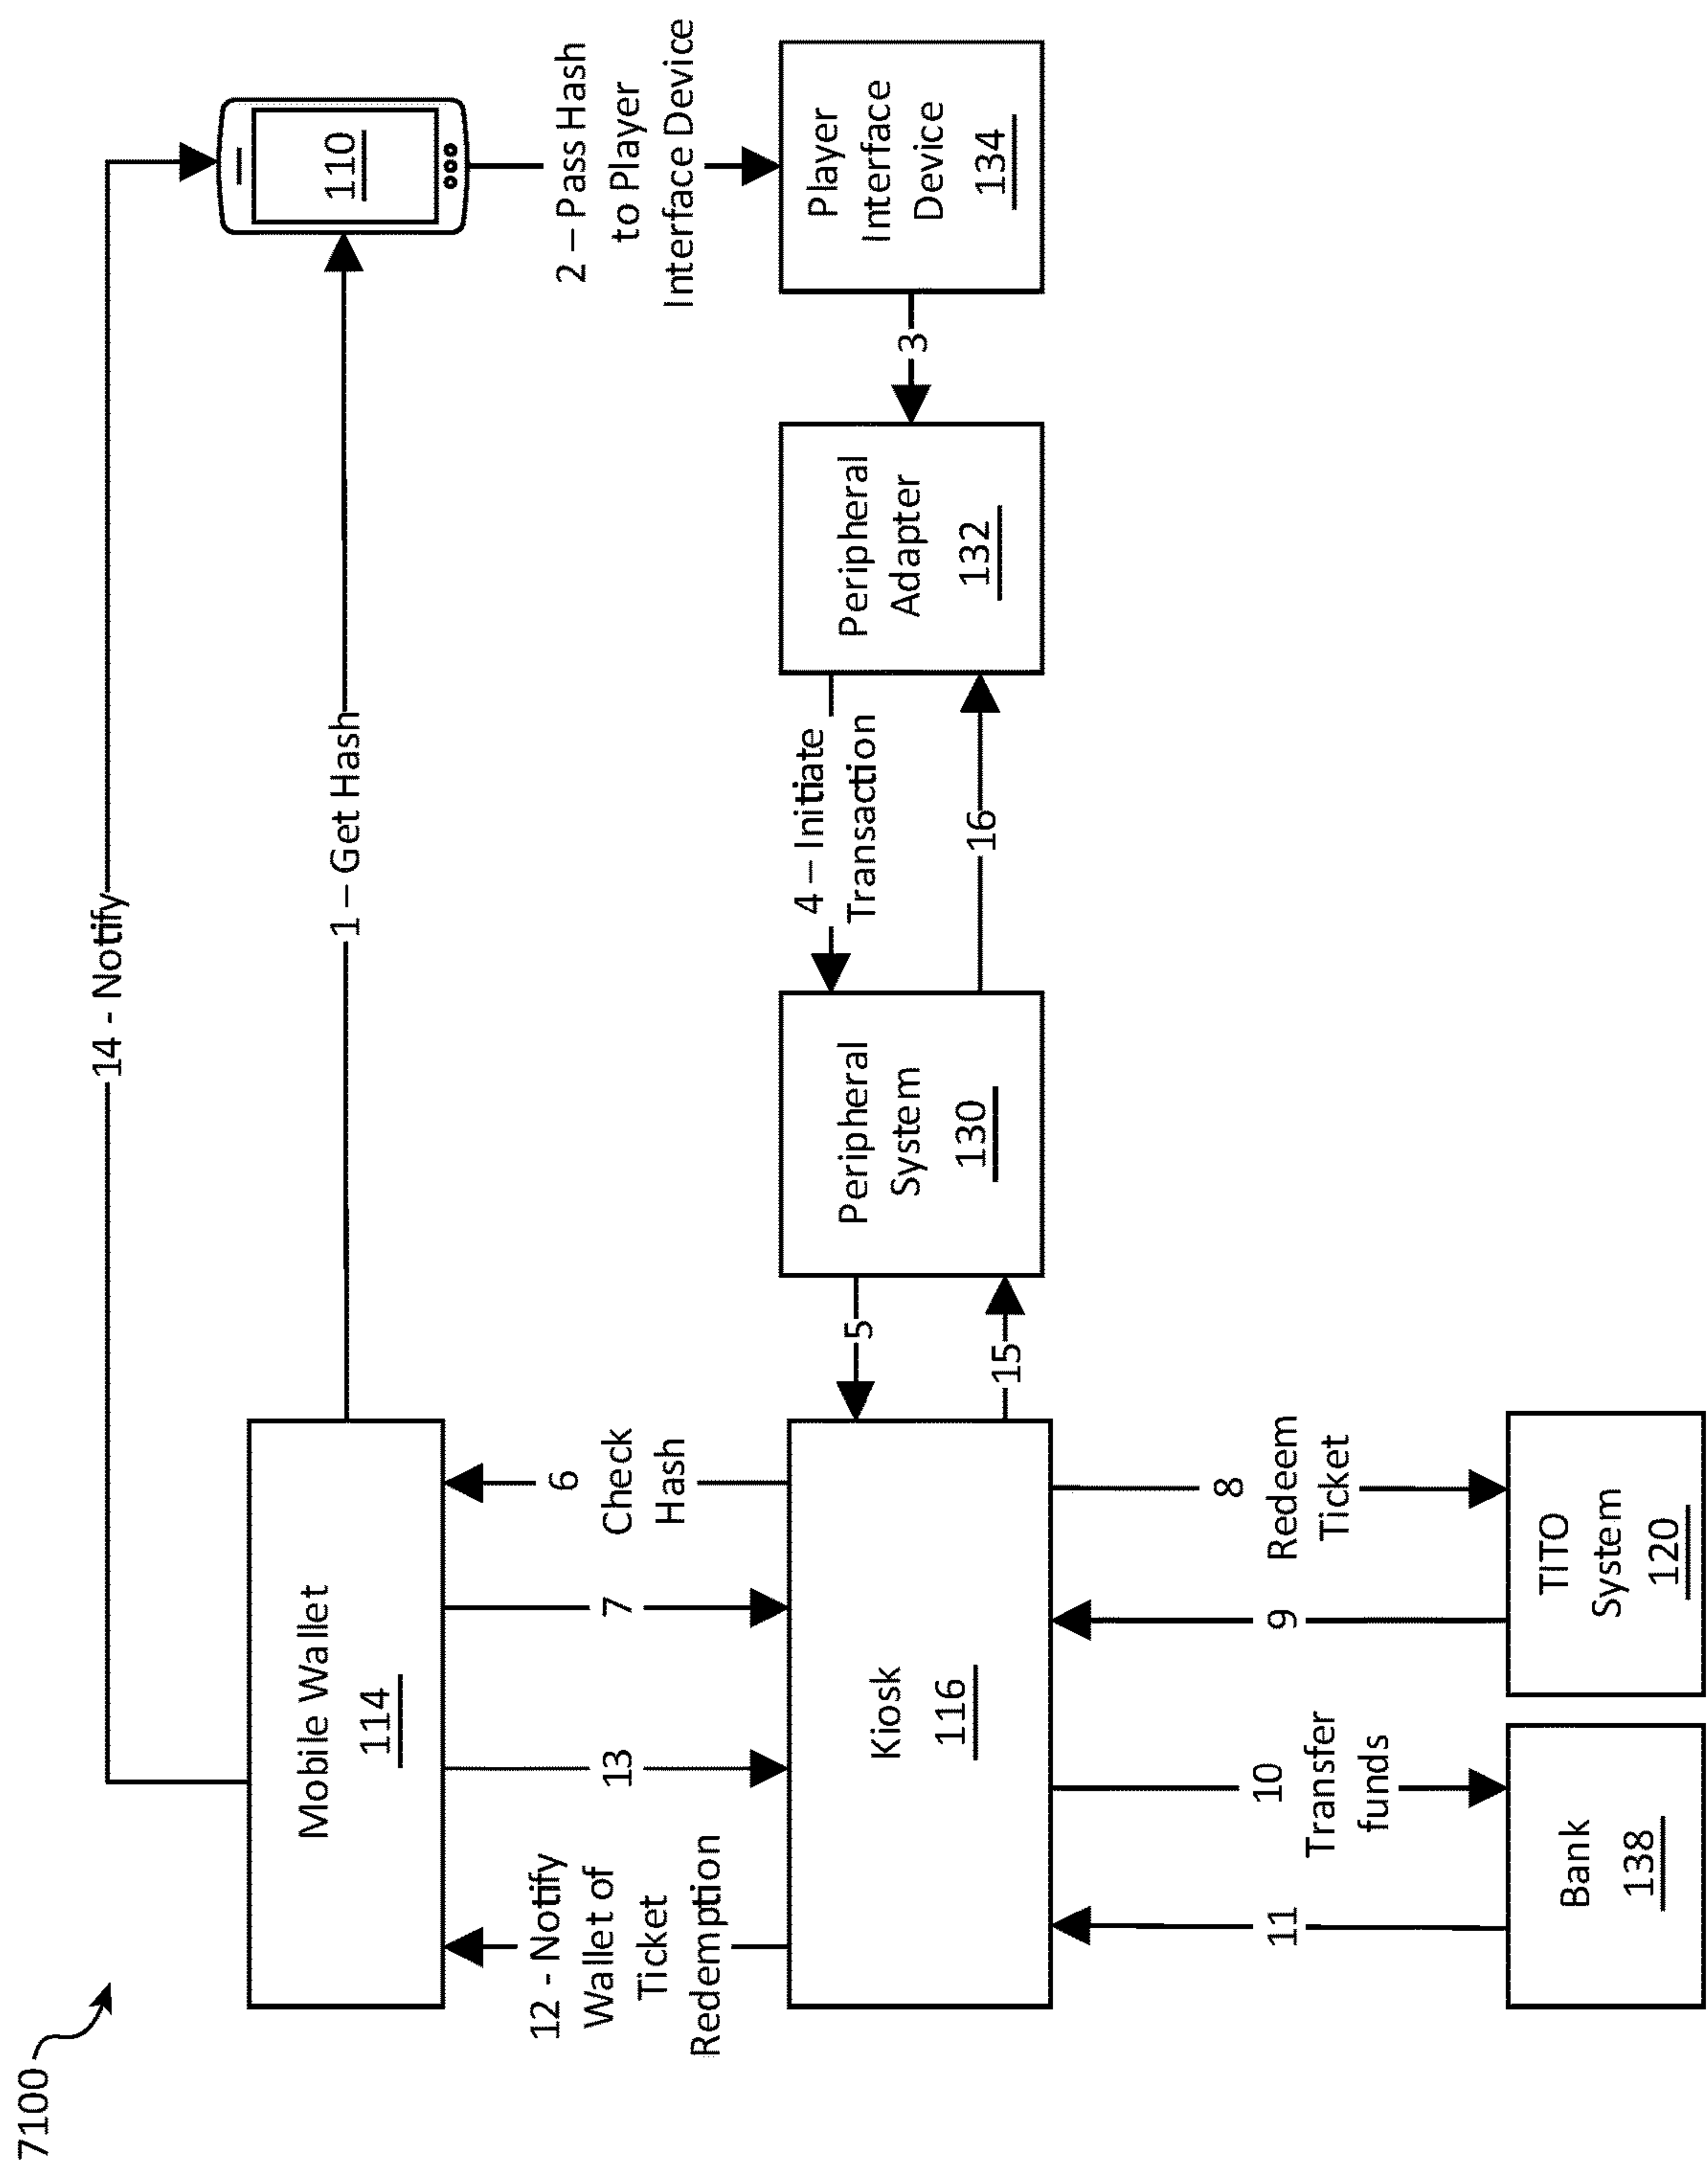 7100
14 - Notify
1 – Get Hash
110
2 – Pass Hash
to Player
Interface Device
Mobile Wallet
114
12 - Notify
Wallet of
Ticket
Redemption
13
7
6
Check
Hash
Kiosk
116
5
15
Peripheral
System
130
4 – Initiate
Transaction
16
Peripheral
Adapter
132
3
Player
Interface
Device
134
11
10
Transfer
funds
9
8
Redeem
Ticket
Bank
138
TITO
System
120